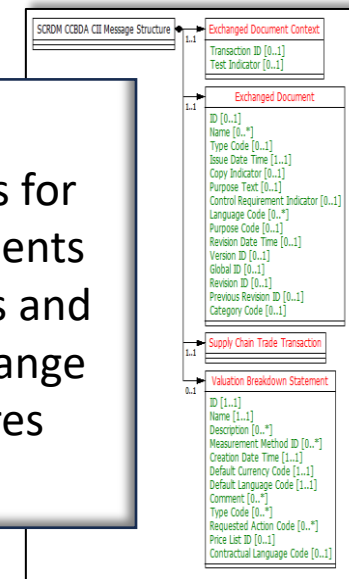 SCRDM CCBDA CII Message Structure
1..1
Exchanged Document Context
Transaction ID [0..1]
Test Indicator [0..1]
1..1
Exchanged Document
ID [0..1]
Name [0..*]
Type Code [0..1]
Issue Date Time [1..1]
Copy Indicator [0..1]
Purpose Text [0..1]
Control Requirement Indicator [0..1]
Language Code [0..*]
Purpose Code [0..1]
Revision Date Time [0..1]
Version ID [0..1]
Global ID [0..1]
Revision ID [0..1]
Previous Revision ID [0..1]
Category Code [0..1]
1..1
Supply Chain Trade Transaction
0..1
Valuation Breakdown Statement
ID [1..1]
Name [1..1]
Description [0..*]
Measurement Method ID [0..*]
Creation Date Time [1..1]
Default Currency Code [1..1]
Default Language Code [1..1]
Comment [0..*]
Type Code [0..1]
Requested Action Code [0..*]
Price List ID [0..1]
Contractual Language Code [0..1]
s for
ents
s and
ange
res